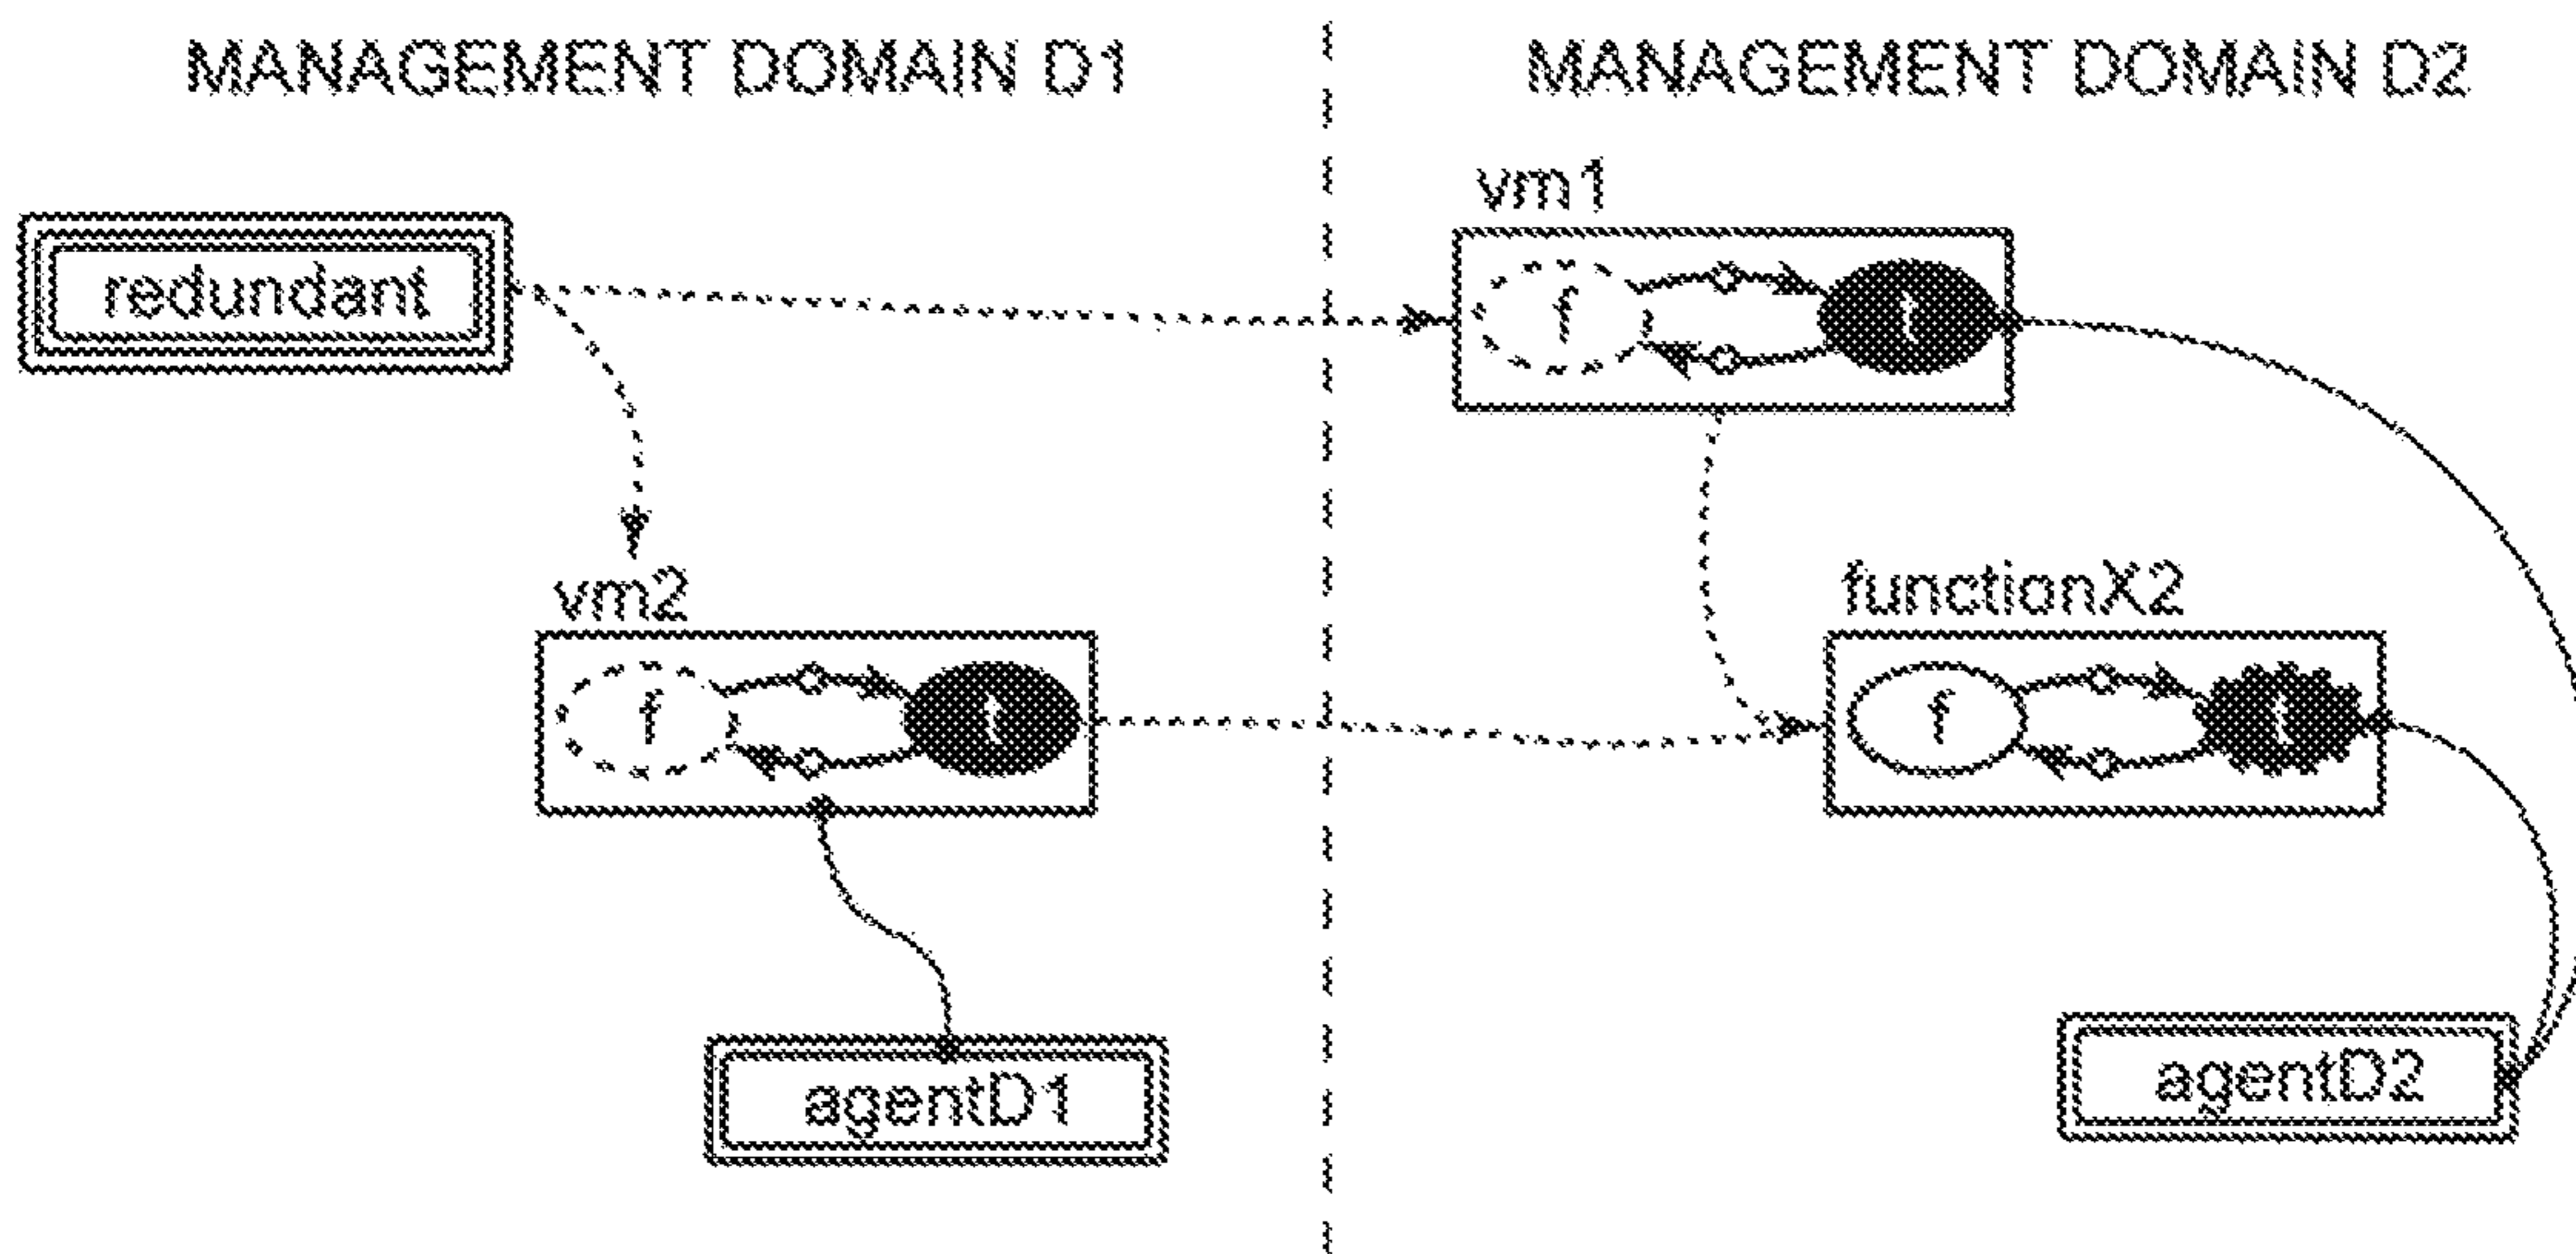 MANAGEMENT DOMAIN D1
MANAGEMENT DOMAIN D2
vm1
redundant
f t
vm2
functionX2
f t
f t
agentD1
agentD2